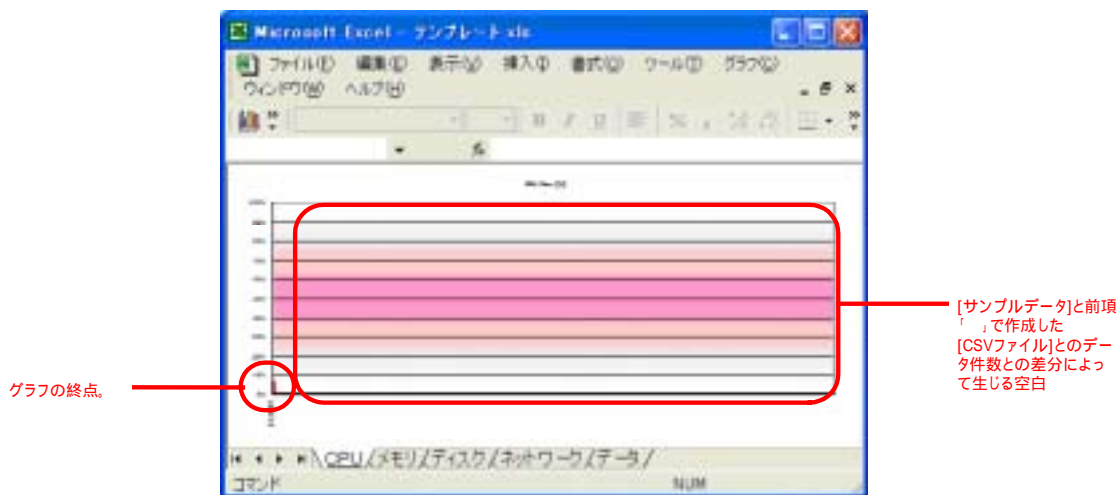 Microsoft Excel - テンプレート.xls
ファイル(F) 編集(E) 表示(V) 挿入(I) 書式(O) ツール(T) グラフ(C)
ウィンドウ(W) ヘルプ(H)
B I U
fx
[サンプルデータ]と前項
「 」で作成した
[CSVファイル]とのデー
タ件数との差分によっ
て生じる空白
グラフの終点。
CPU/メモリ/ディスク/ネットワーク/データ/
コマンド NUM